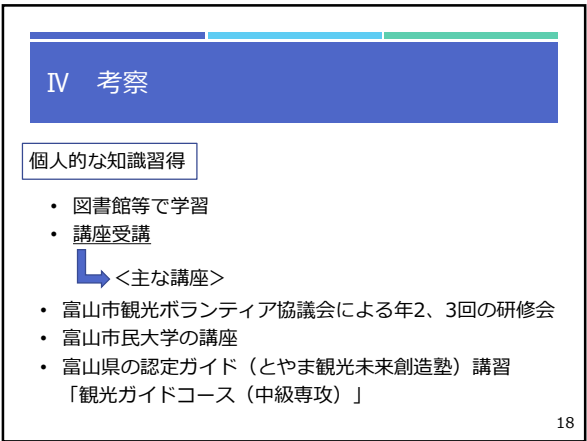 Ⅳ 考察
個人的な知識習得
• 図書館等で学習
• 講座受講
＜主な講座＞
• 富山市観光ボランティア協議会による年2、3回の研修会
• 富山市民大学の講座
• 富山県の認定ガイド（とやま観光未来創造塾）講習
「観光ガイドコース（中級専攻）」
18